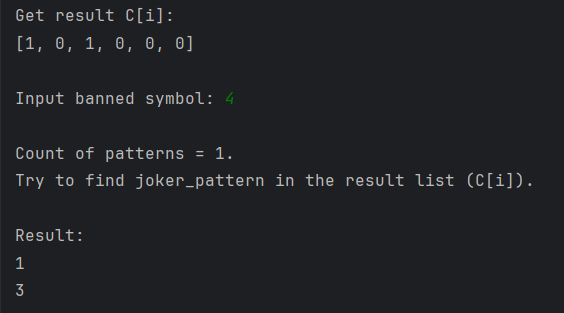 Get result C[i]:
[1, 0, 1, 0, 0, 0]
Input banned symbol: 4
Count of patterns = 1.
Try to find joker_pattern in the result list (C[i]).
Result:
1
3